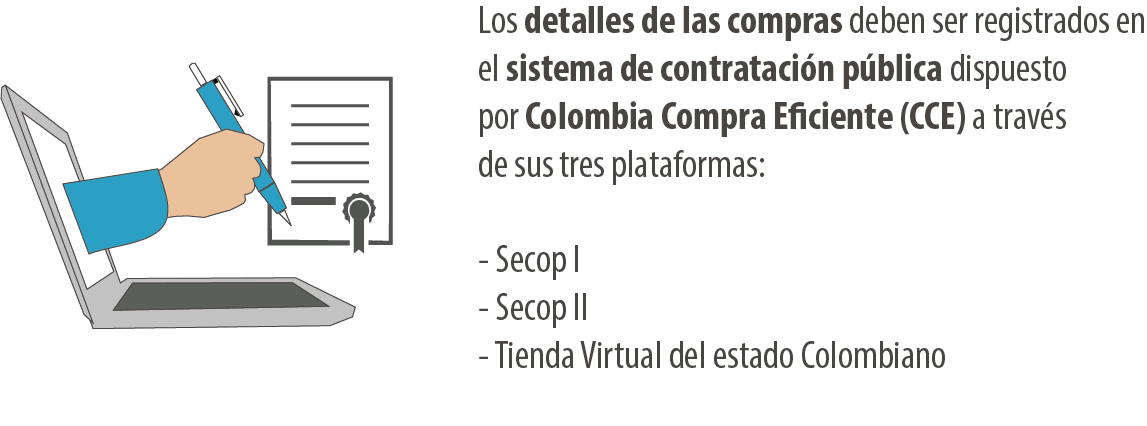 Los detalles de las compras deben ser registrados en
el sistema de contratación pública dispuesto
por Colombia Compra Eficiente (CCE) a través
de sus tres plataformas:
- Secop I
- Secop II
- Tienda Virtual del estado Colombiano